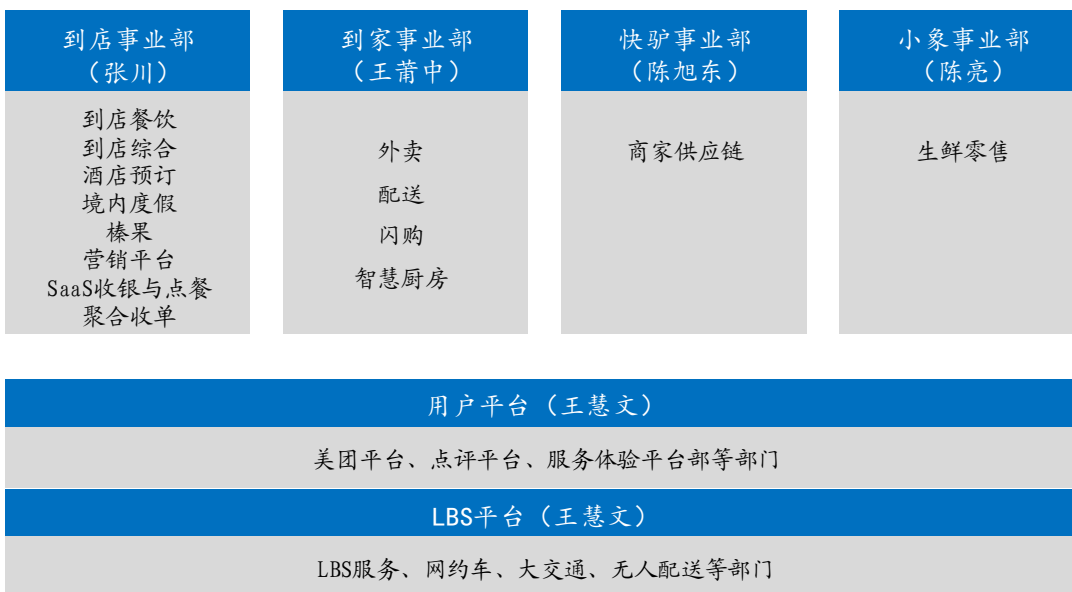 到店事业部
（张川）
到店餐饮
到店综合
酒店预订
境内度假
榛果
营销平台
SaaS收银与点餐
聚合收单
到家事业部
（王莆中）
外卖
配送
闪购
智慧厨房
快驴事业部
（陈旭东）
商家供应链
小象事业部
（陈亮）
生鲜零售
用户平台（王慧文）
美团平台、点评平台、服务体验平台部等部门
LBS平台（王慧文）
LBS服务、网约车、大交通、无人配送等部门